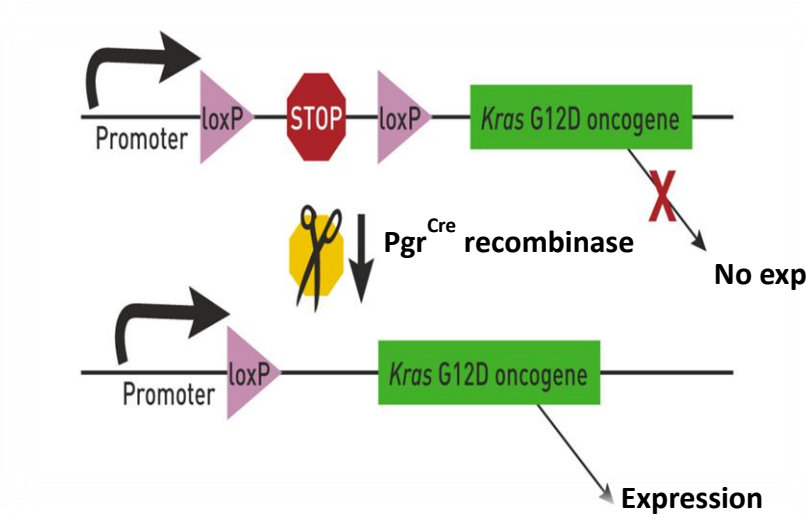 loxP
STOP
loxP
Kras G12D oncogene
Promoter
X
Pgr^Cre recombinase
No exp
loxP
Kras G12D oncogene
Promoter
Expression